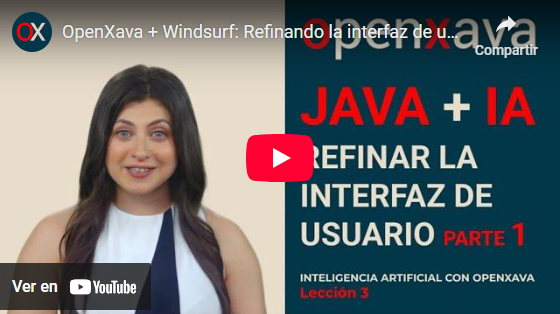 OX
OpenXava + Windsurf: Refinando la interfaz de u...
openxava
Compartir
JAVA + IA
REFINAR LA
INTERFAZ DE
USUARIO PARTE 1
INTELIGENCIA ARTIFICIAL CON OPENXAVA
Lección 3
Ver en YouTube